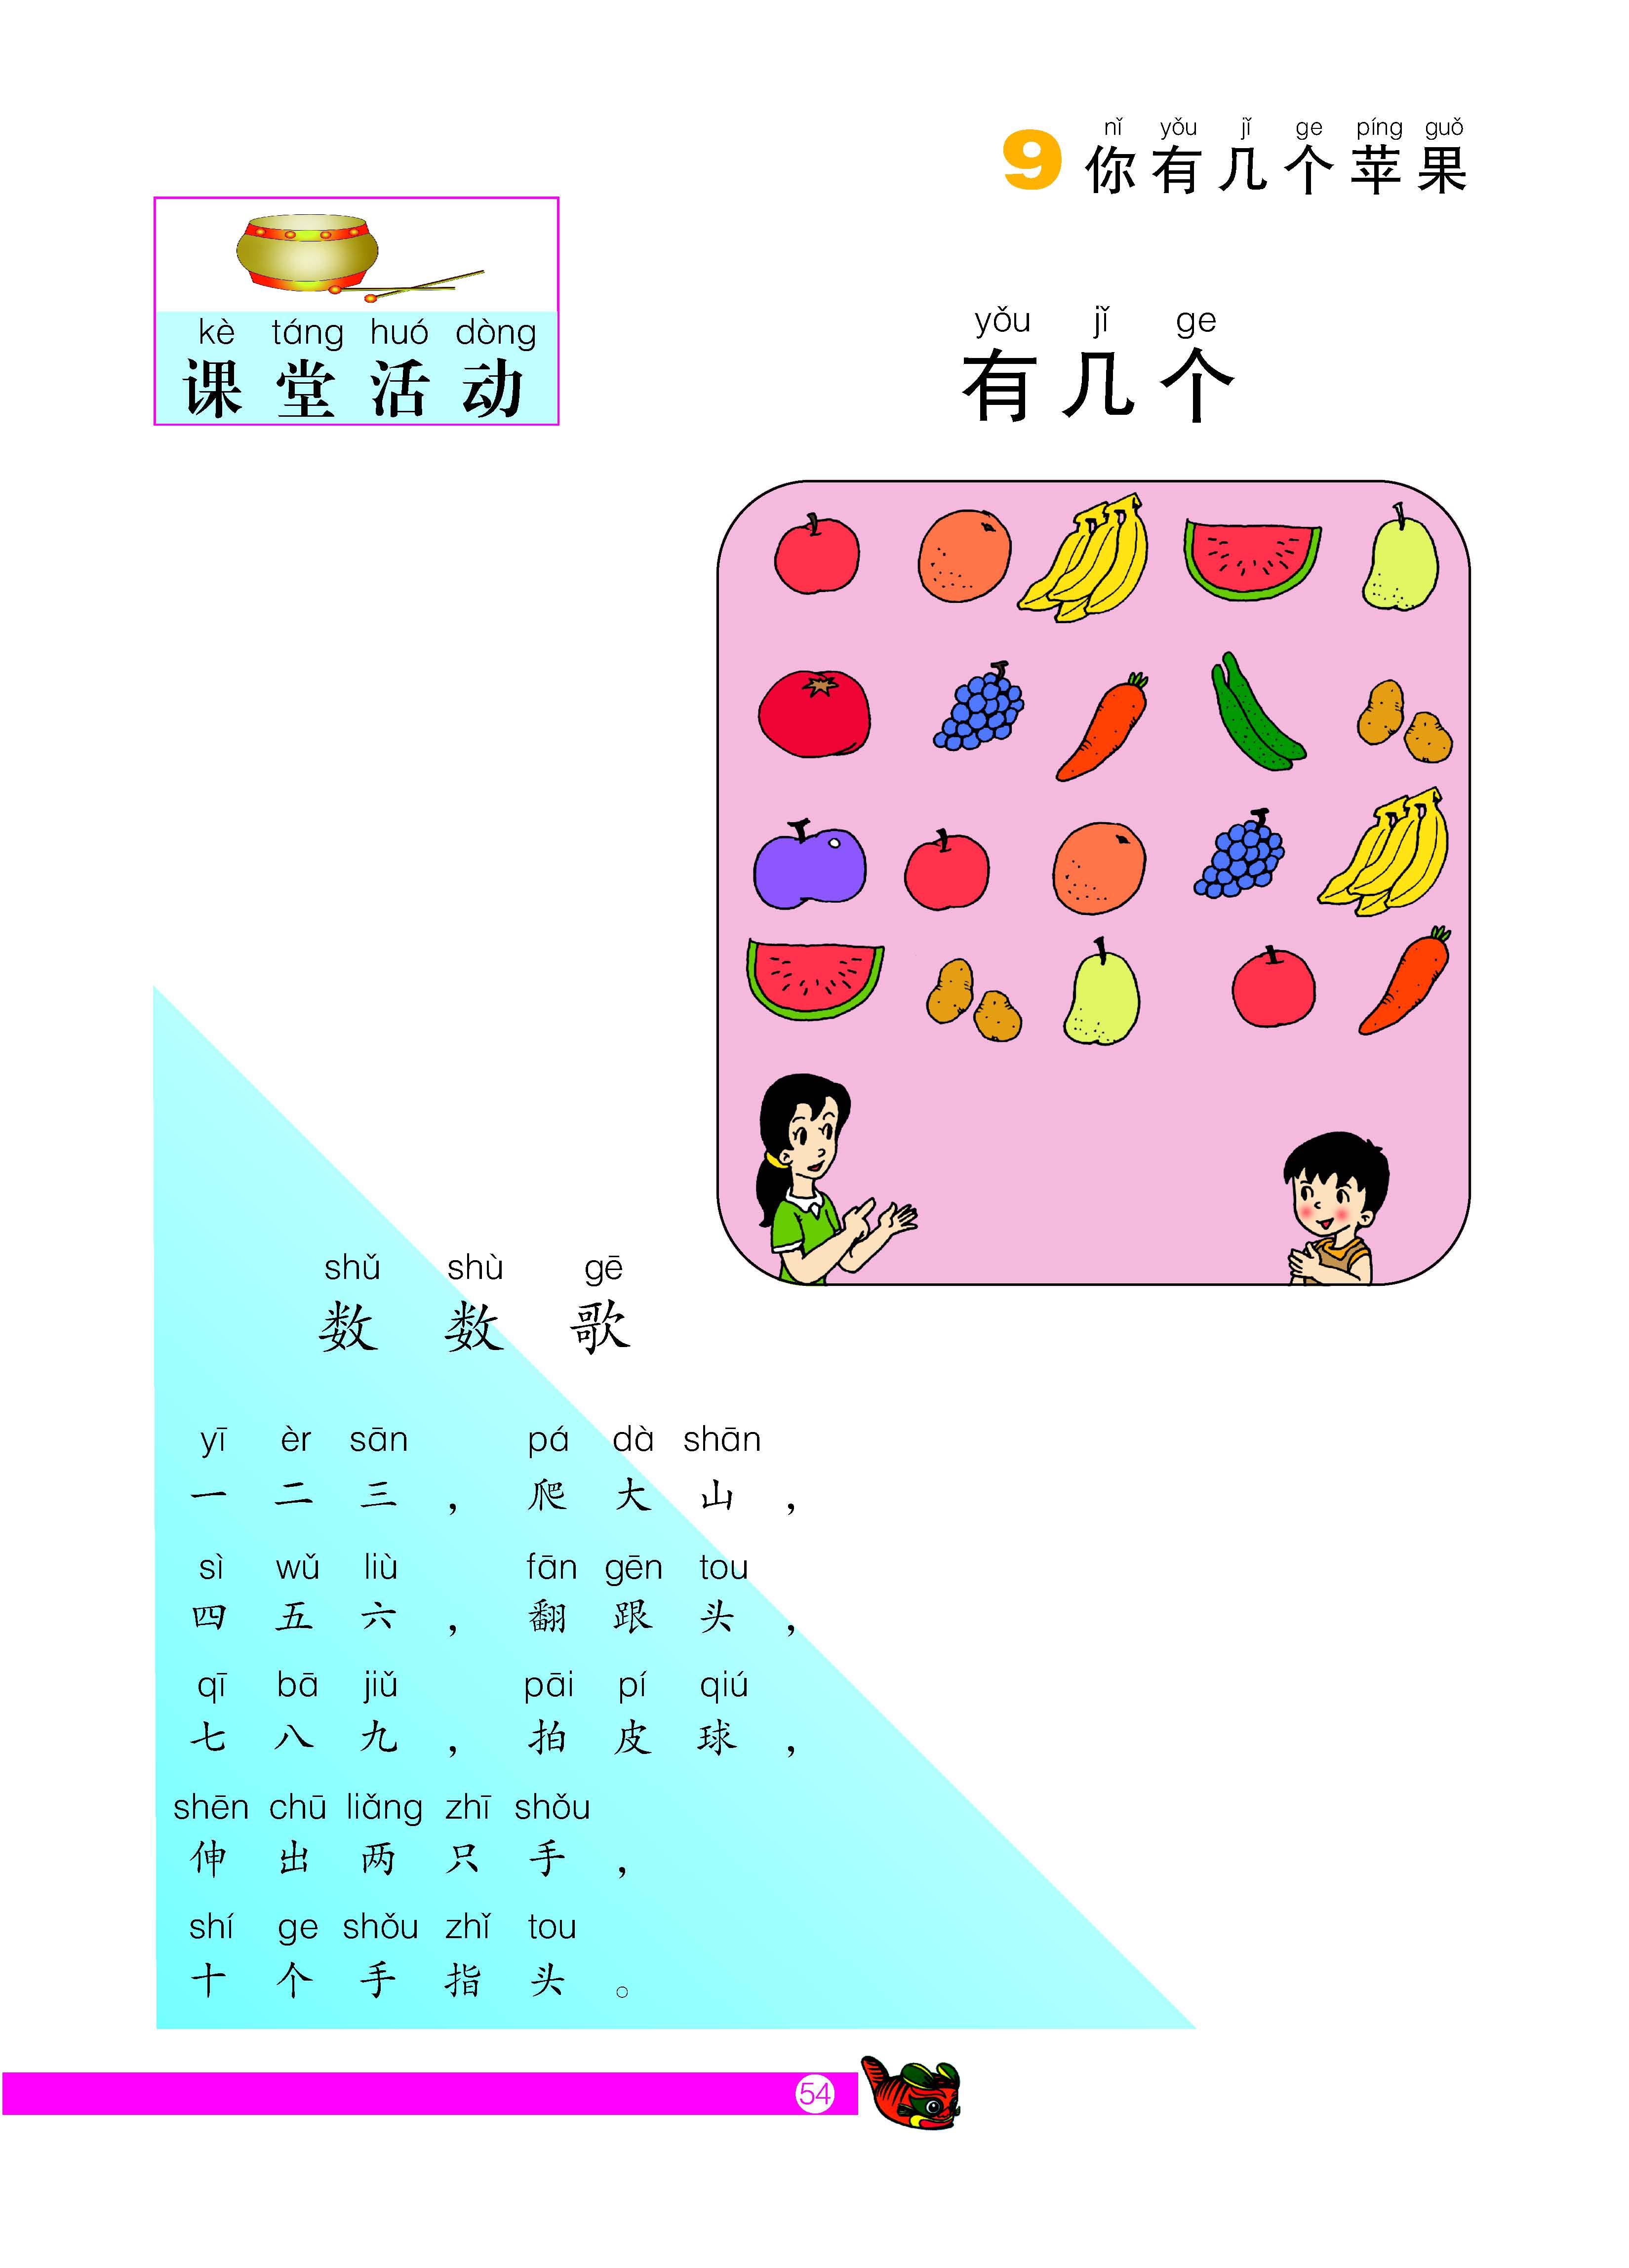 nǐ yǒu jǐ ge píng guǒ
9 你有几个苹果
kè táng huó dòng
课堂活动
yǒu jǐ ge
有几个
shǔ shù gē
数数歌
yī èr sān pá dà shān
一二三，爬大山，
sì wǔ liù fān gēn tou
四五六，翻跟头，
qī bā jiǔ pāi pí qiú
七八九，拍皮球，
shēn chū liǎng zhī shǒu
伸出两只手，
shí ge shǒu zhǐ tou
十个手指头。
54